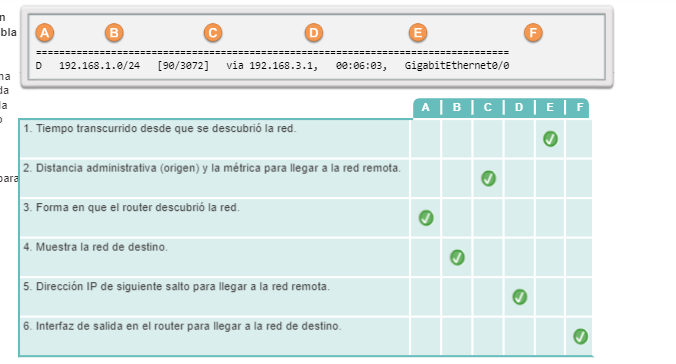 n
bla
na
da
la
o
para
A B C D E F
===========================================================================
D 192.168.1.0/24 [90/3072] via 192.168.3.1, 00:06:03, GigabitEthernet0/0
A B C D E F
1. Tiempo transcurrido desde que se descubrió la red.
2. Distancia administrativa (origen) y la métrica para llegar a la red remota.
3. Forma en que el router descubrió la red.
4. Muestra la red de destino.
5. Dirección IP de siguiente salto para llegar a la red remota.
6. Interfaz de salida en el router para llegar a la red de destino.